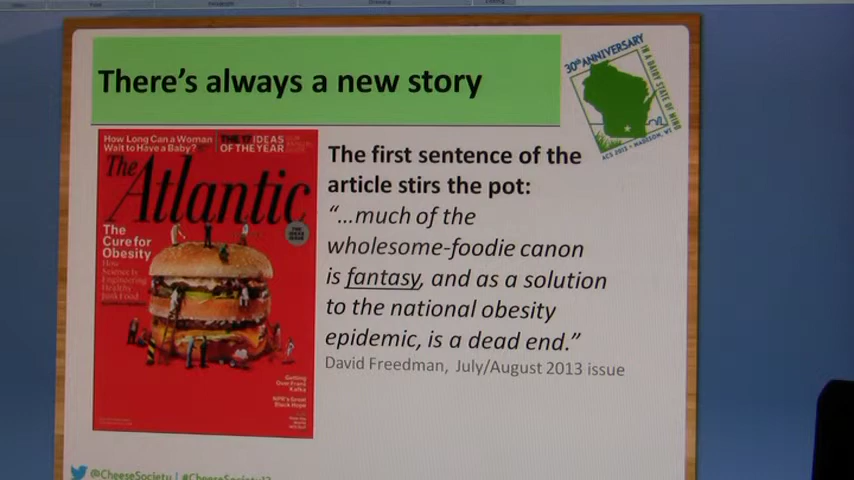 There's always a new story
30TH ANNIVERSARY
IN A DAIRY STATE OF MIND
ACS 2013 • MADISON, WI
How Long Can a Woman
Wait to Have a Baby?
IDEAS
OF THE YEAR
The
Atlantic
The
Cure for
Obesity
How
Science Is
Engineering
Healthy
Junk Food
THE
IDEAS
ISSUE
Getting
Over Franz
Kafka
NPR's Great
Black Hope
The first sentence of the
article stirs the pot:
“…much of the
wholesome-foodie canon
is fantasy, and as a solution
to the national obesity
epidemic, is a dead end.”
David Freedman, July/August 2013 issue
@CheeseSociety | #CheeseSociety13